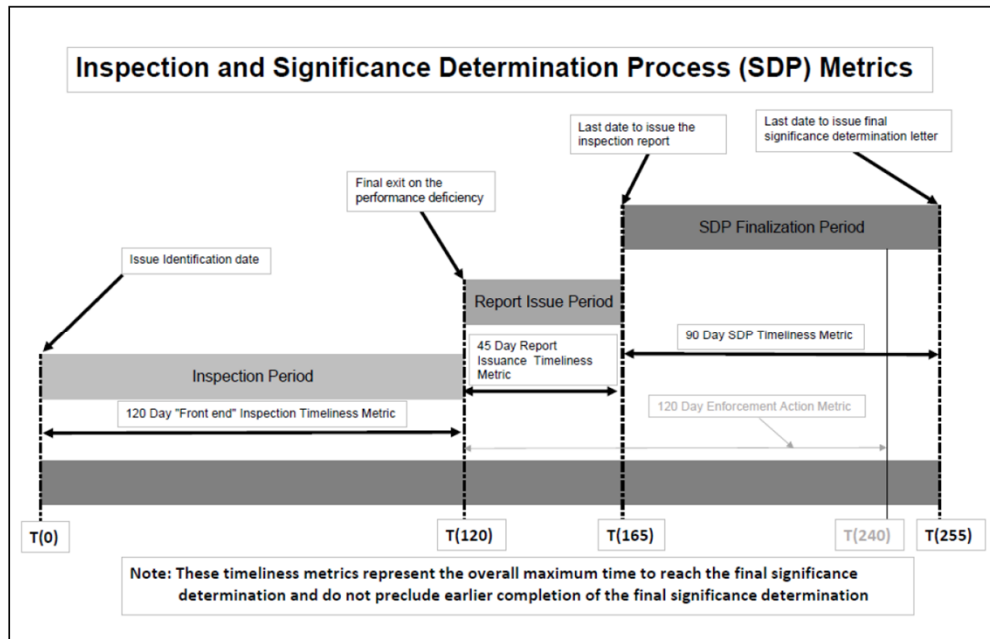 Inspection and Significance Determination Process (SDP) Metrics
Last date to issue the
inspection report
Last date to issue final
significance determination letter
Final exit on the
performance deficiency
SDP Finalization Period
Issue Identification date
Report Issue Period
45 Day Report
Issuance  Timeliness
Metric
90 Day SDP Timeliness Metric
Inspection Period
120 Day "Front end" Inspection Timeliness Metric
120 Day Enforcement Action Metric
T(0)
T(120)
T(165)
T(240)
T(255)
Note: These timeliness metrics represent the overall maximum time to reach the final significance
determination and do not preclude earlier completion of the final significance determination